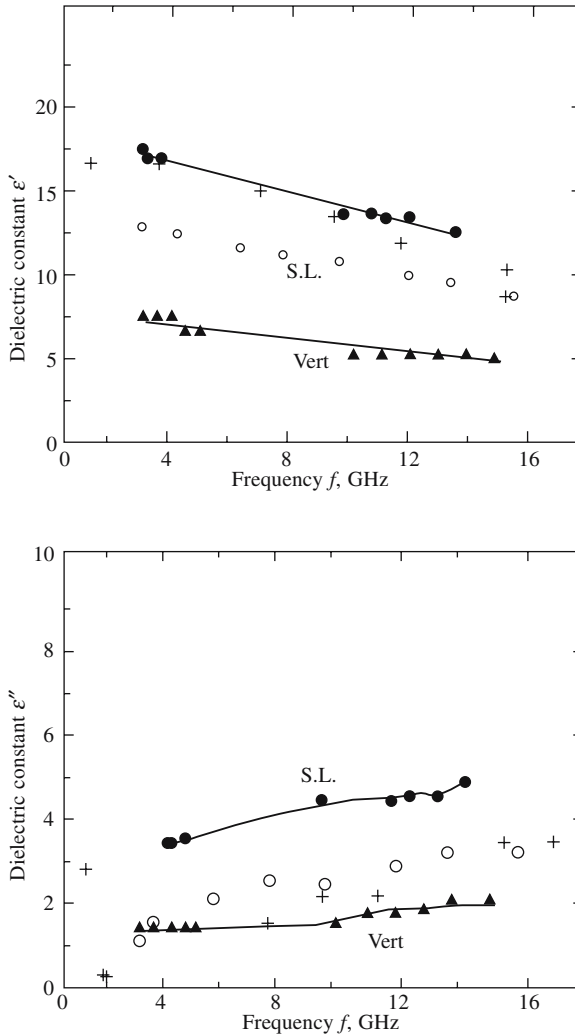 Dielectric constant ε′
20
15
10
5
0
S.L.
Vert
0 4 8 12 16
Frequency f, GHz
Dielectric constant ε″
10
8
6
4
2
0
S.L.
Vert
0 4 8 12 16
Frequency f, GHz